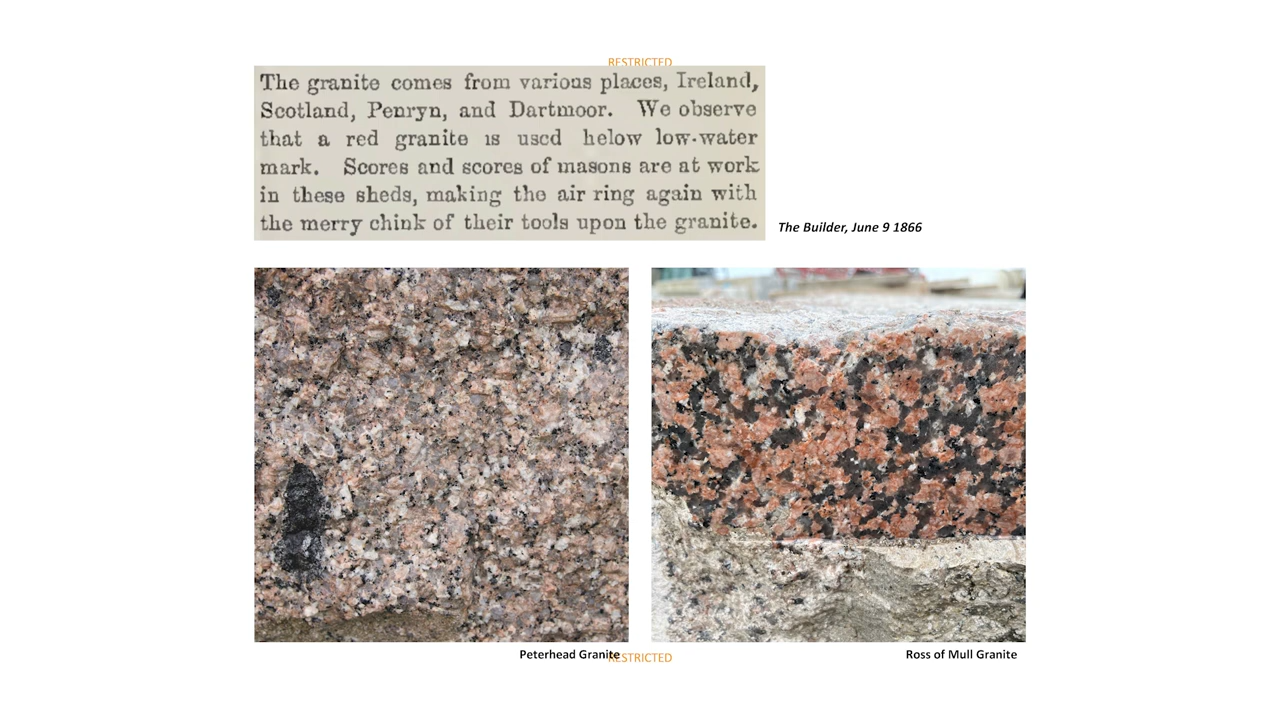 RESTRICTED
The granite comes from various places, Ireland,
Scotland, Penryn, and Dartmoor. We observe
that a red granite is used below low-water
mark. Scores and scores of masons are at work
in these sheds, making the air ring again with
the merry chink of their tools upon the granite.
The Builder, June 9 1866
Peterhead Granite
RESTRICTED
Ross of Mull Granite